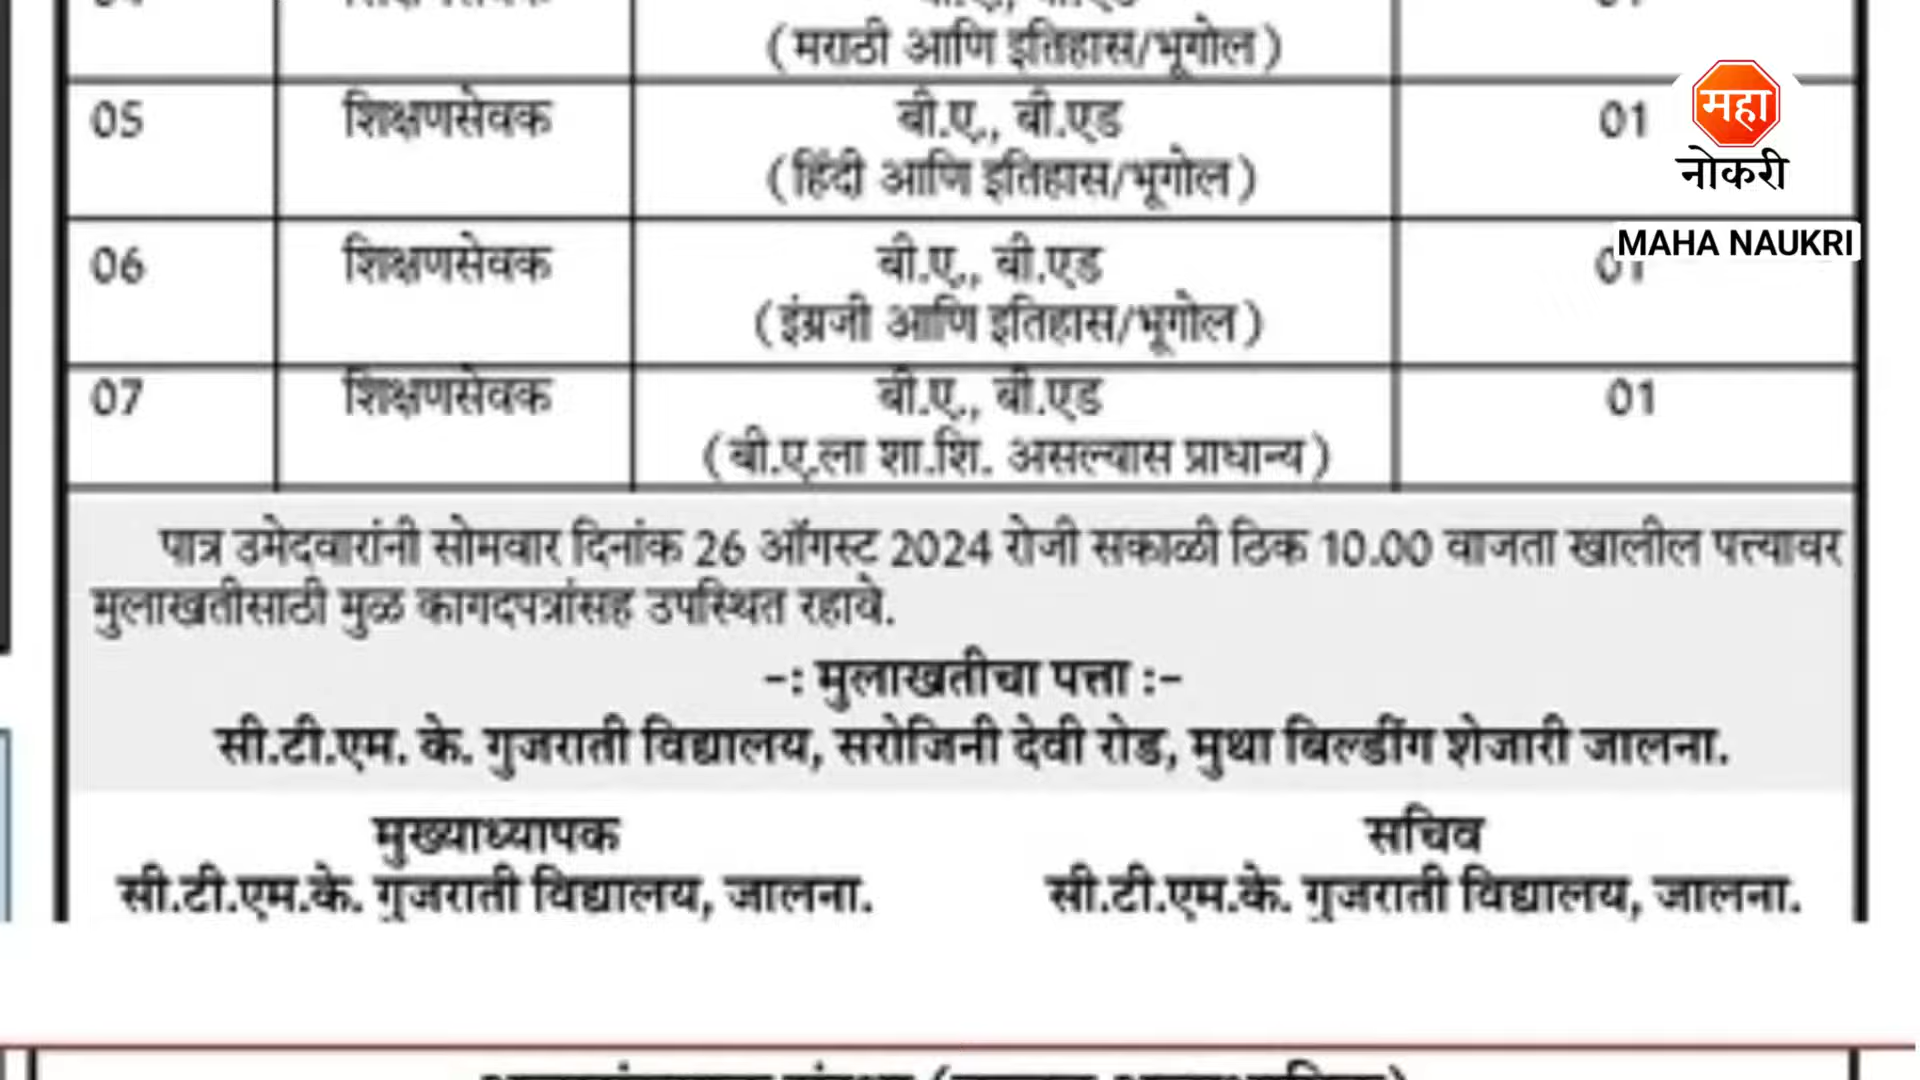 (मराठी आणि इतिहास/भूगोल)
05 शिक्षणसेवक बी.ए., बी.एड 01
(हिंदी आणि इतिहास/भूगोल)
06 शिक्षणसेवक बी.ए., बी.एड 01
(इंग्रजी आणि इतिहास/भूगोल)
07 शिक्षणसेवक बी.ए., बी.एड 01
(बी.ए.ला शा.शि. असल्यास प्राधान्य)
पात्र उमेदवारांनी सोमवार दिनांक 26 ऑगस्ट 2024 रोजी सकाळी ठिक 10.00 वाजता खालील पत्त्यावर
मुलाखतीसाठी मुळ कागदपत्रांसह उपस्थित रहावे.
-: मुलाखतीचा पत्ता :-
सी.टी.एम. के. गुजराती विद्यालय, सरोजिनी देवी रोड, मुथा बिल्डींग शेजारी जालना.
मुख्याध्यापक
सी.टी.एम.के. गुजराती विद्यालय, जालना.
सचिव
सी.टी.एम.के. गुजराती विद्यालय, जालना.
महा
नोकरी
MAHA NAUKRI